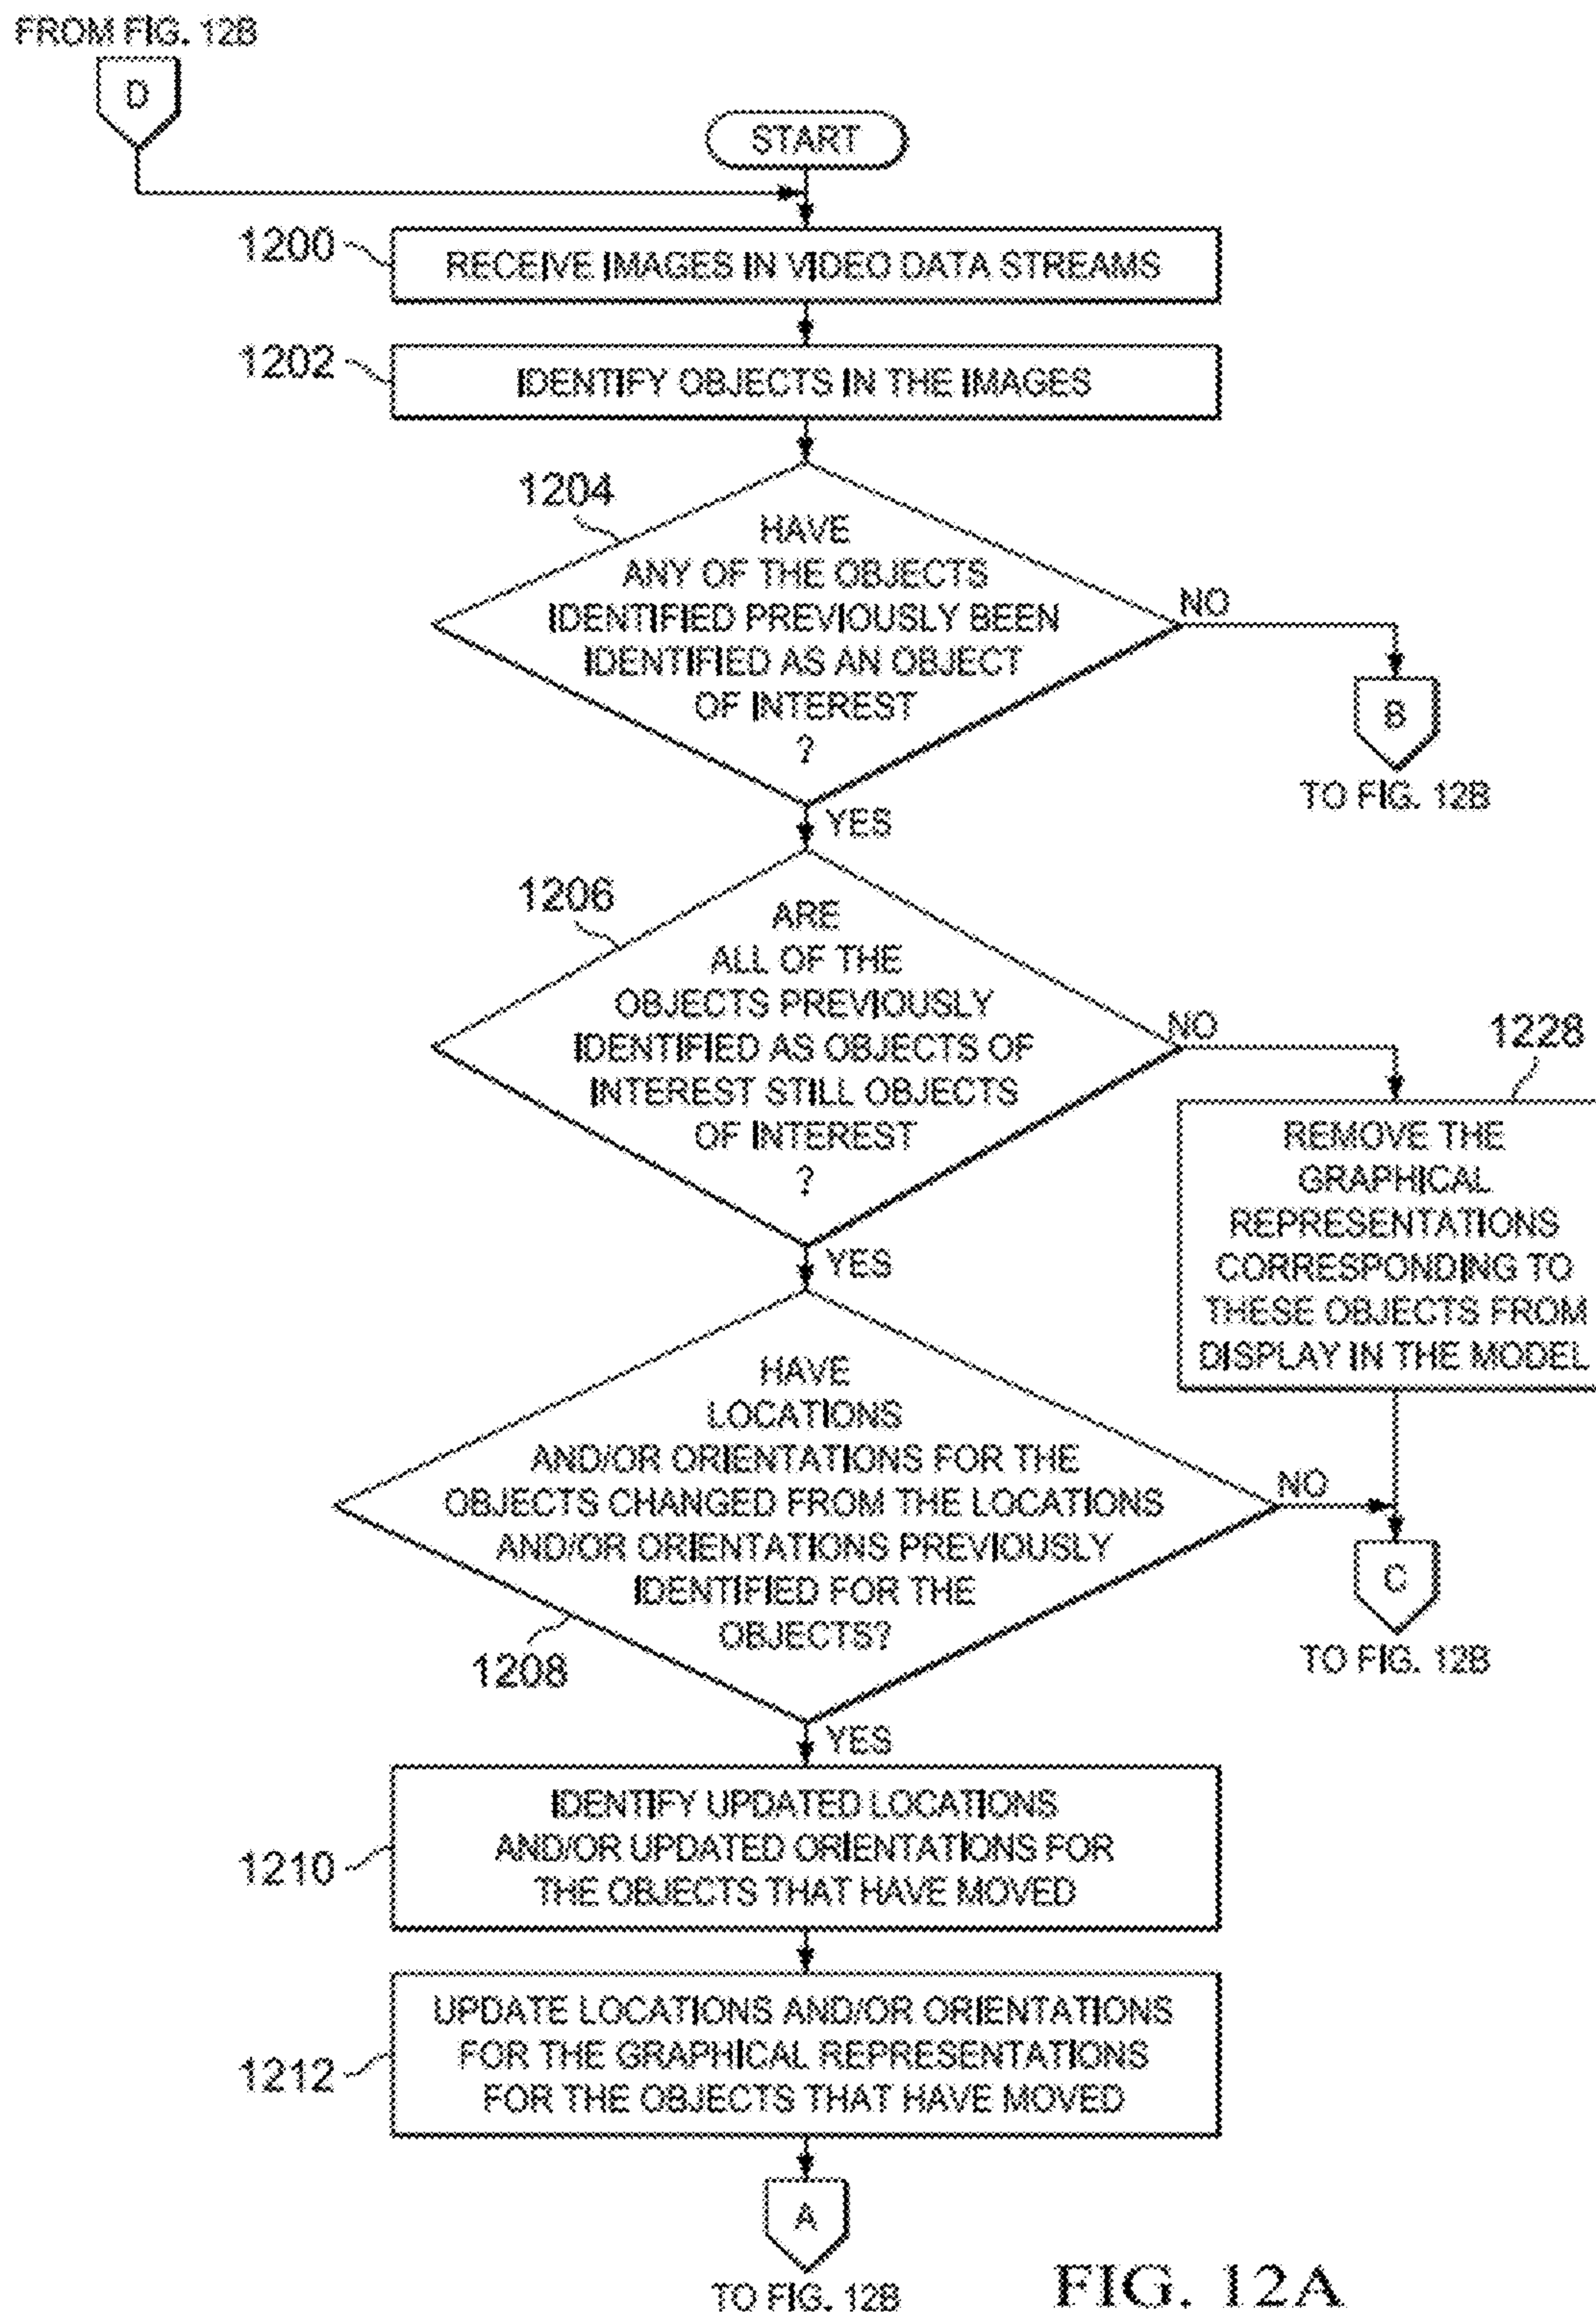 FROM FIG. 12B
D
START
1200
RECEIVE IMAGES IN VIDEO DATA STREAMS
1202
IDENTIFY OBJECTS IN THE IMAGES
1204
HAVE
ANY OF THE OBJECTS
IDENTIFIED PREVIOUSLY BEEN
IDENTIFIED AS AN OBJECT
OF INTEREST
?
NO
B
TO FIG. 12B
YES
1206
ARE
ALL OF THE
OBJECTS PREVIOUSLY
IDENTIFIED AS OBJECTS OF
INTEREST STILL OBJECTS
OF INTEREST
?
NO
1228
REMOVE THE
GRAPHICAL
REPRESENTATIONS
CORRESPONDING TO
THESE OBJECTS FROM
DISPLAY IN THE MODEL
YES
HAVE
LOCATIONS
AND/OR ORIENTATIONS FOR THE
OBJECTS CHANGED FROM THE LOCATIONS
AND/OR ORIENTATIONS PREVIOUSLY
IDENTIFIED FOR THE
OBJECTS?
1208
NO
C
TO FIG. 12B
YES
1210
IDENTIFY UPDATED LOCATIONS
AND/OR UPDATED ORIENTATIONS FOR
THE OBJECTS THAT HAVE MOVED
1212
UPDATE LOCATIONS AND/OR ORIENTATIONS
FOR THE GRAPHICAL REPRESENTATIONS
FOR THE OBJECTS THAT HAVE MOVED
A
TO FIG. 12B
FIG. 12A